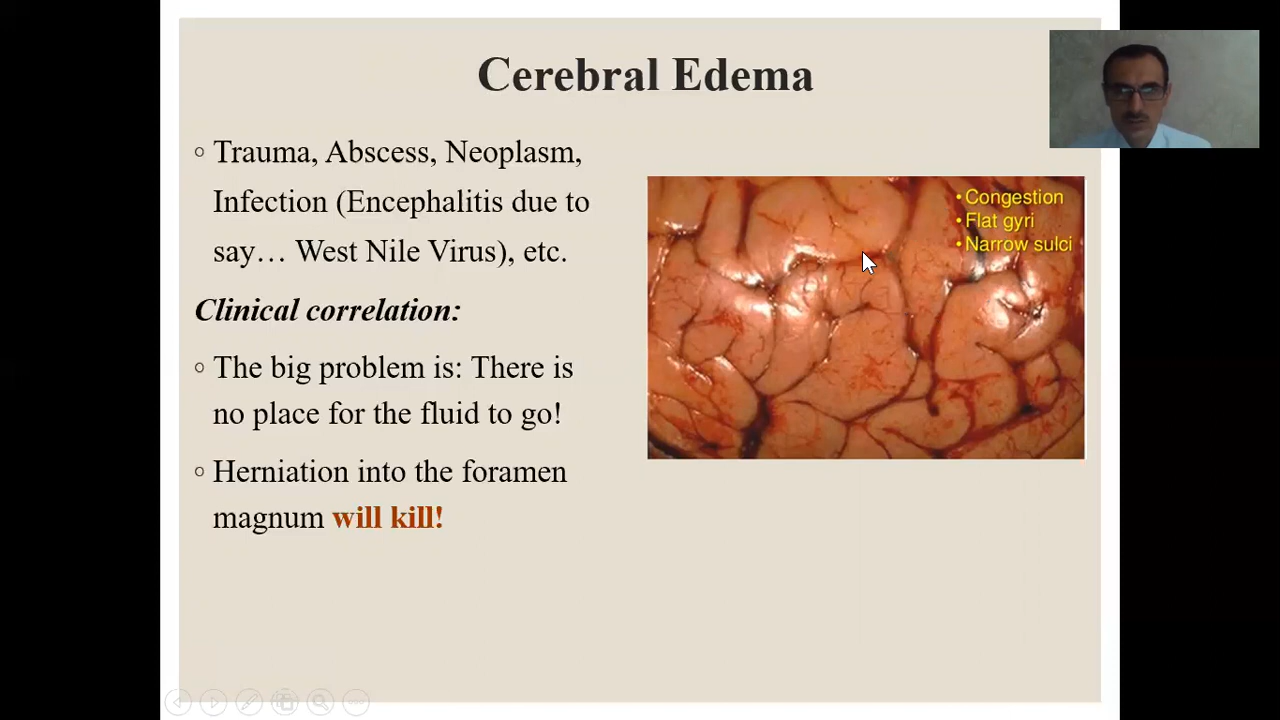 Cerebral Edema
◦ Trauma, Abscess, Neoplasm,
Infection (Encephalitis due to
say… West Nile Virus), etc.
Clinical correlation:
◦ The big problem is: There is
no place for the fluid to go!
◦ Herniation into the foramen
magnum will kill!
•Congestion
•Flat gyri
•Narrow sulci